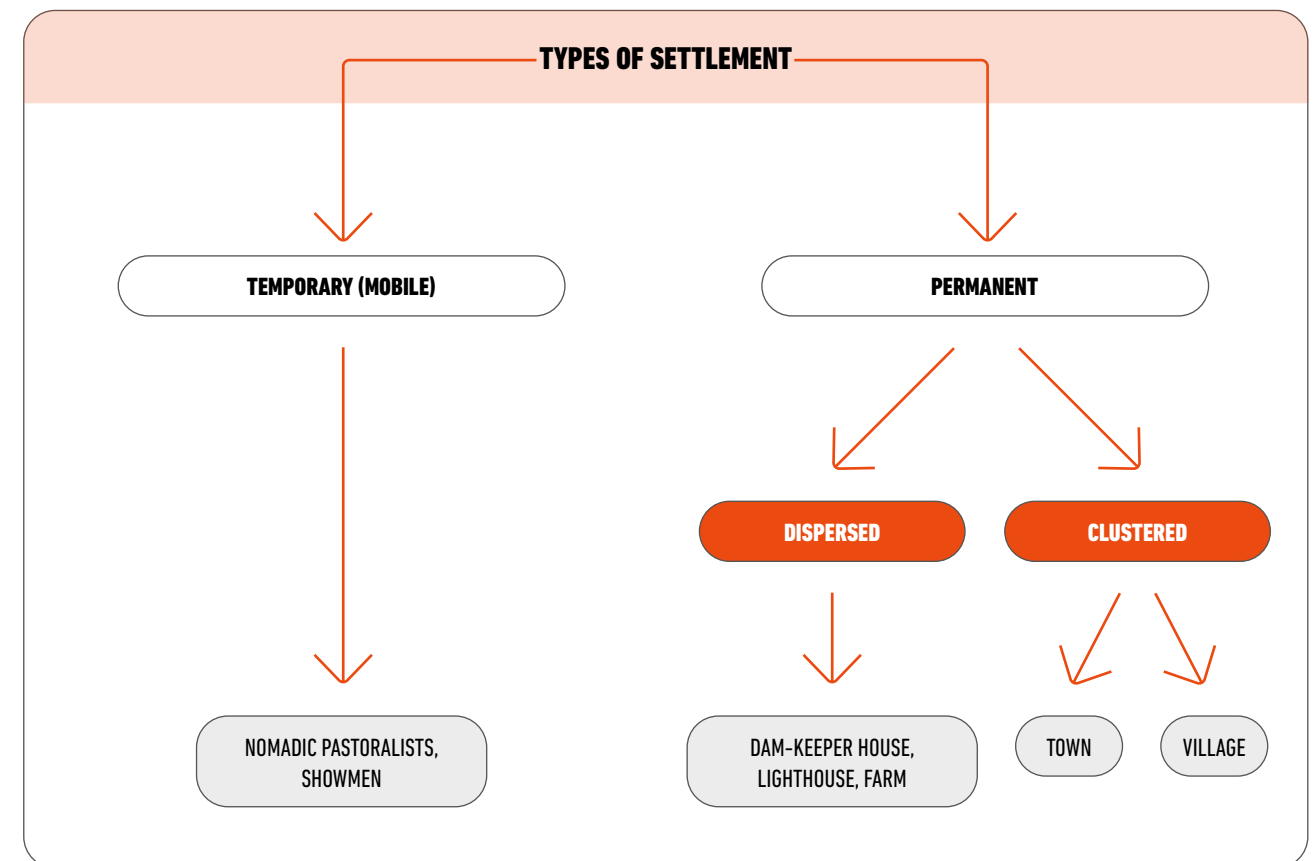 TYPES OF SETTLEMENT
TEMPORARY (MOBILE)
PERMANENT
DISPERSED
CLUSTERED
NOMADIC PASTORALISTS,
SHOWMEN
DAM-KEEPER HOUSE,
LIGHTHOUSE, FARM
TOWN
VILLAGE